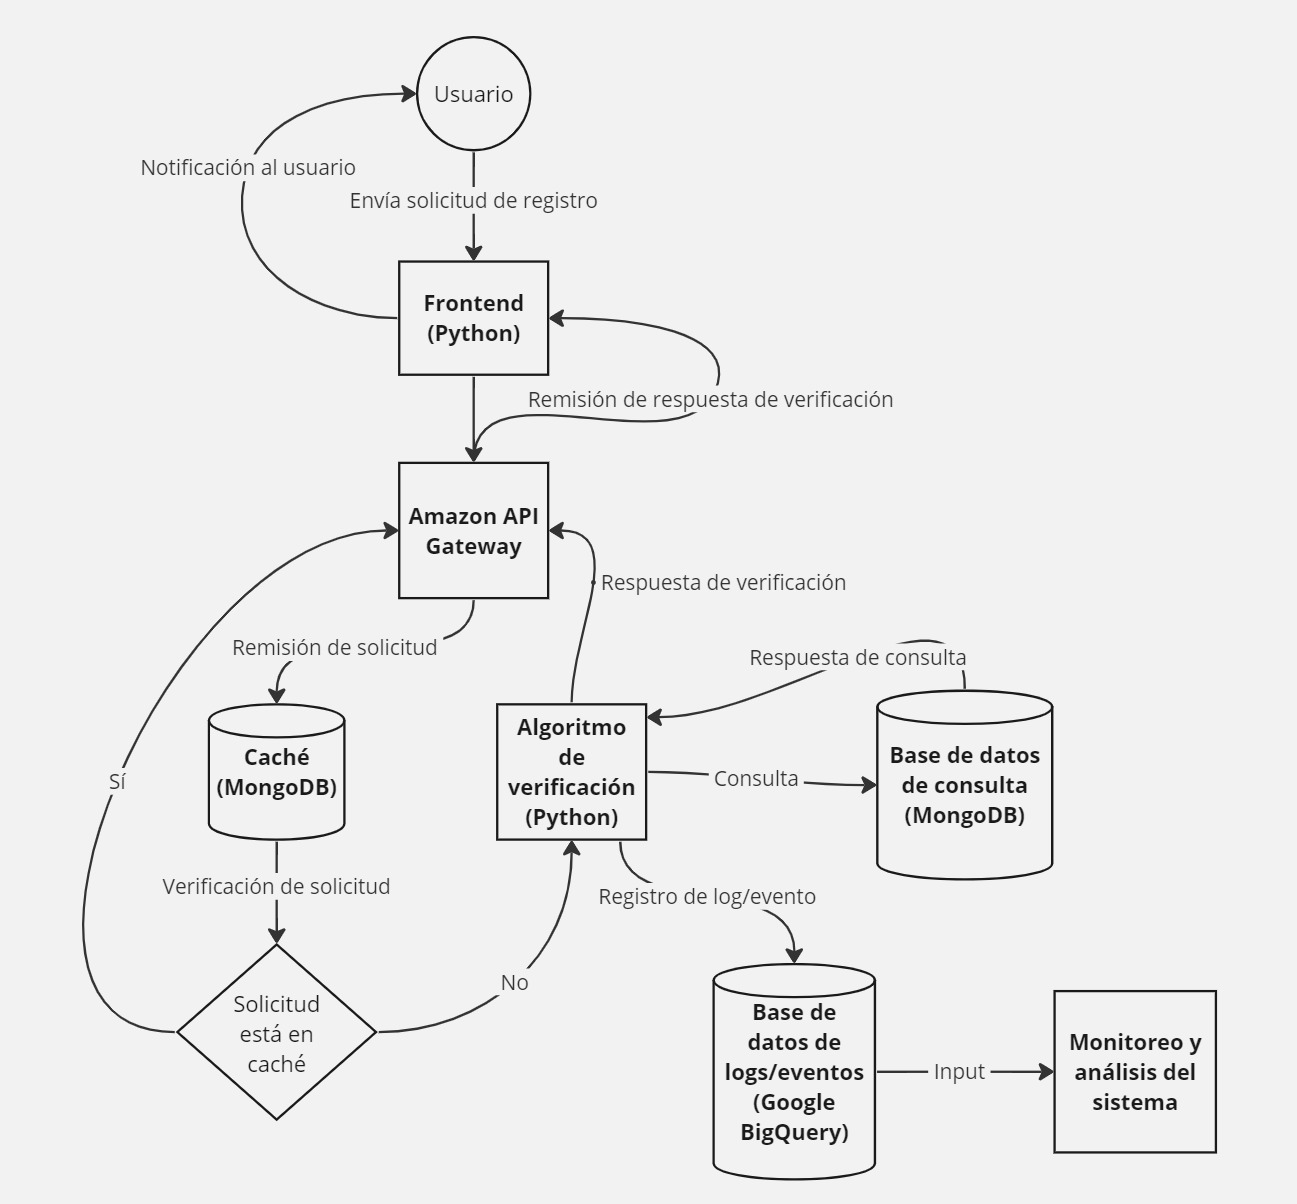 Usuario
Notificación al usuario
Envía solicitud de registro
Frontend
(Python)
Remisión de respuesta de verificación
Amazon API
Gateway
Respuesta de verificación
Remisión de solicitud
Respuesta de consulta
Caché
(MongoDB)
Algoritmo
de
verificación
(Python)
Consulta
Base de datos
de consulta
(MongoDB)
Sí
Verificación de solicitud
Registro de log/evento
No
Solicitud
está en
caché
Base de
datos de
logs/eventos
(Google
BigQuery)
Input
Monitoreo y
análisis del
sistema